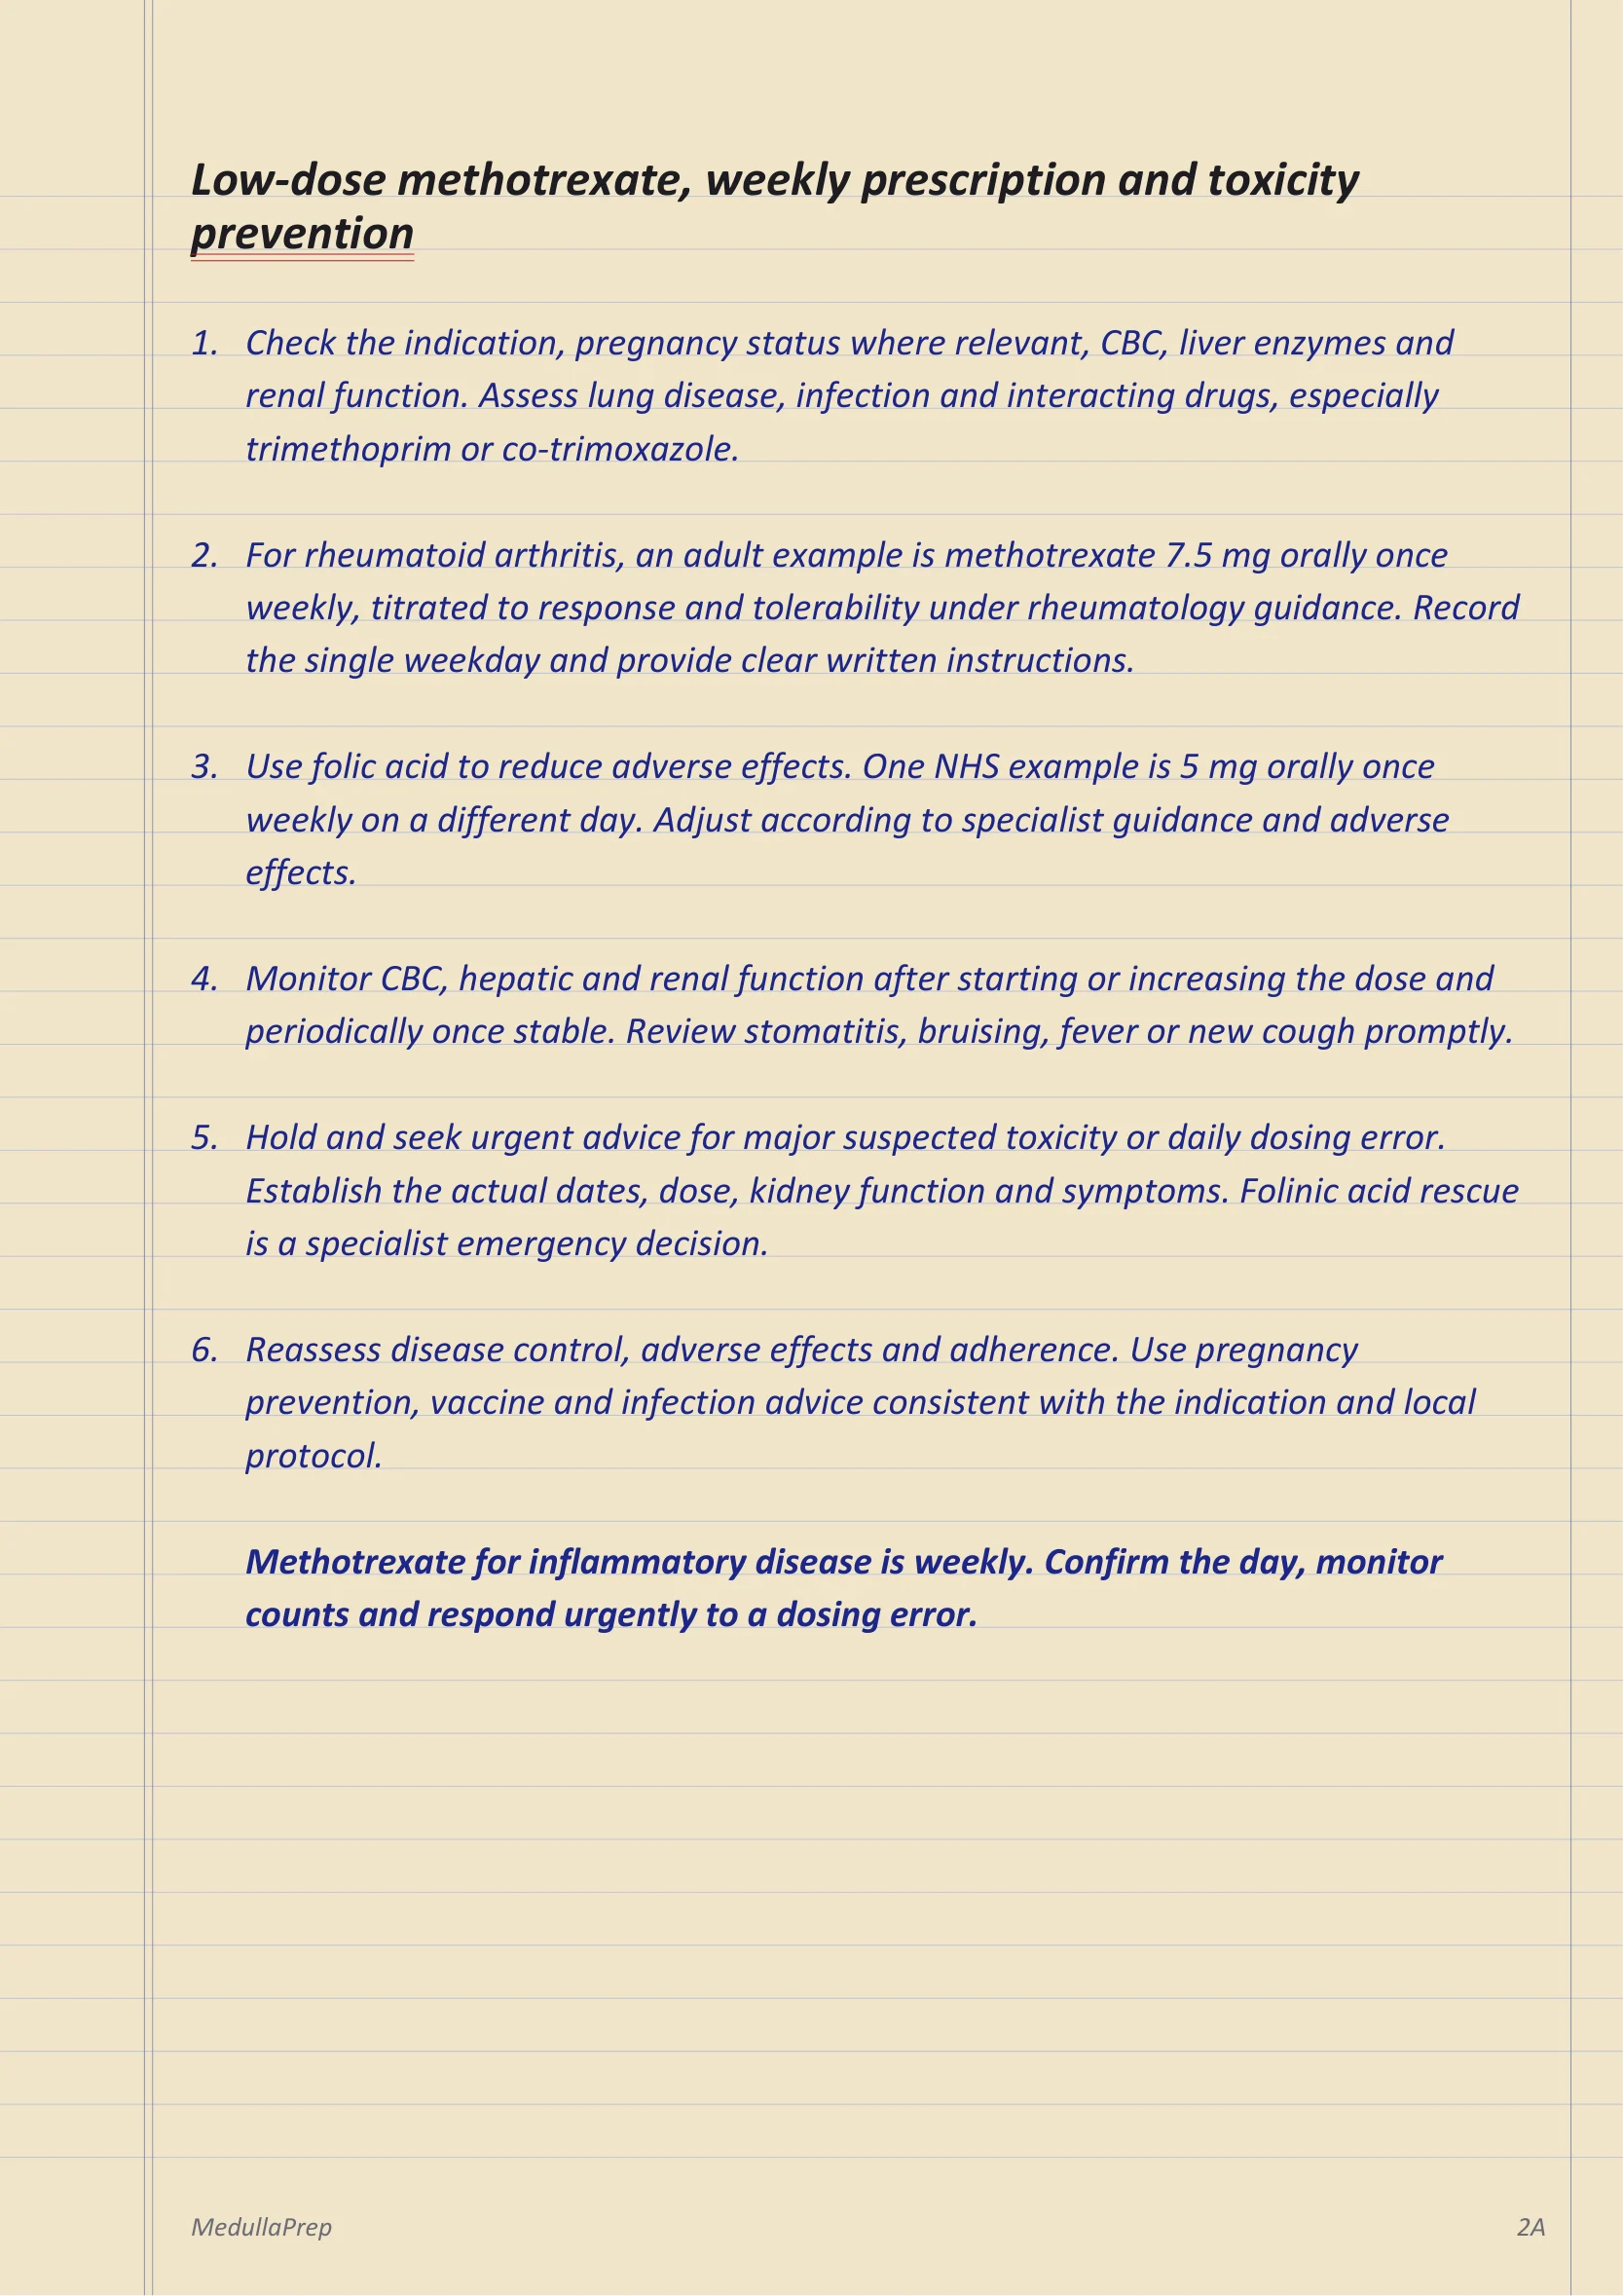 Low-dose methotrexate, weekly prescription and toxicity
prevention
1. Check the indication, pregnancy status where relevant, CBC, liver enzymes and
renal function. Assess lung disease, infection and interacting drugs, especially
trimethoprim or co-trimoxazole.
2. For rheumatoid arthritis, an adult example is methotrexate 7.5 mg orally once
weekly, titrated to response and tolerability under rheumatology guidance. Record
the single weekday and provide clear written instructions.
3. Use folic acid to reduce adverse effects. One NHS example is 5 mg orally once
weekly on a different day. Adjust according to specialist guidance and adverse
effects.
4. Monitor CBC, hepatic and renal function after starting or increasing the dose and
periodically once stable. Review stomatitis, bruising, fever or new cough promptly.
5. Hold and seek urgent advice for major suspected toxicity or daily dosing error.
Establish the actual dates, dose, kidney function and symptoms. Folinic acid rescue
is a specialist emergency decision.
6. Reassess disease control, adverse effects and adherence. Use pregnancy
prevention, vaccine and infection advice consistent with the indication and local
protocol.
Methotrexate for inflammatory disease is weekly. Confirm the day, monitor
counts and respond urgently to a dosing error.
MedullaPrep
2A